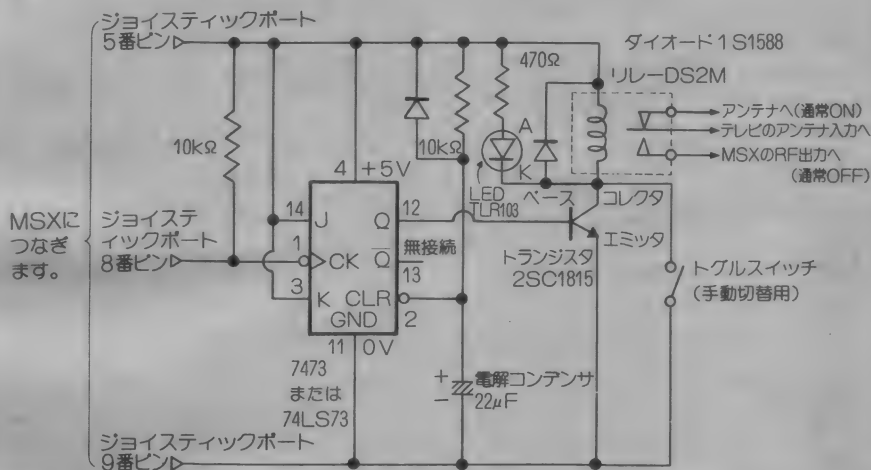 ジョイスティックポート
5番ピン
ダイオード 1S1588
リレーDS2M
470Ω
アンテナへ(通常ON)
テレビのアンテナ入力へ
MSXのRF出力へ
(通常OFF)
10kΩ
10kΩ
A
K
LED
TLR103
ベース
コレクタ
エミッタ
トランジスタ
2SC1815
4
+5V
14
J
Q
12
MSXに
つなぎ
ます。
ジョイステ
ィックポート
8番ピン
1
CK
Q
無接続
13
3
K
CLR
2
GND
11
0V
トグルスイッチ
(手動切替用)
7473
または
74LS73
+
−
電解コンデンサ
22μF
ジョイスティックポート
9番ピン